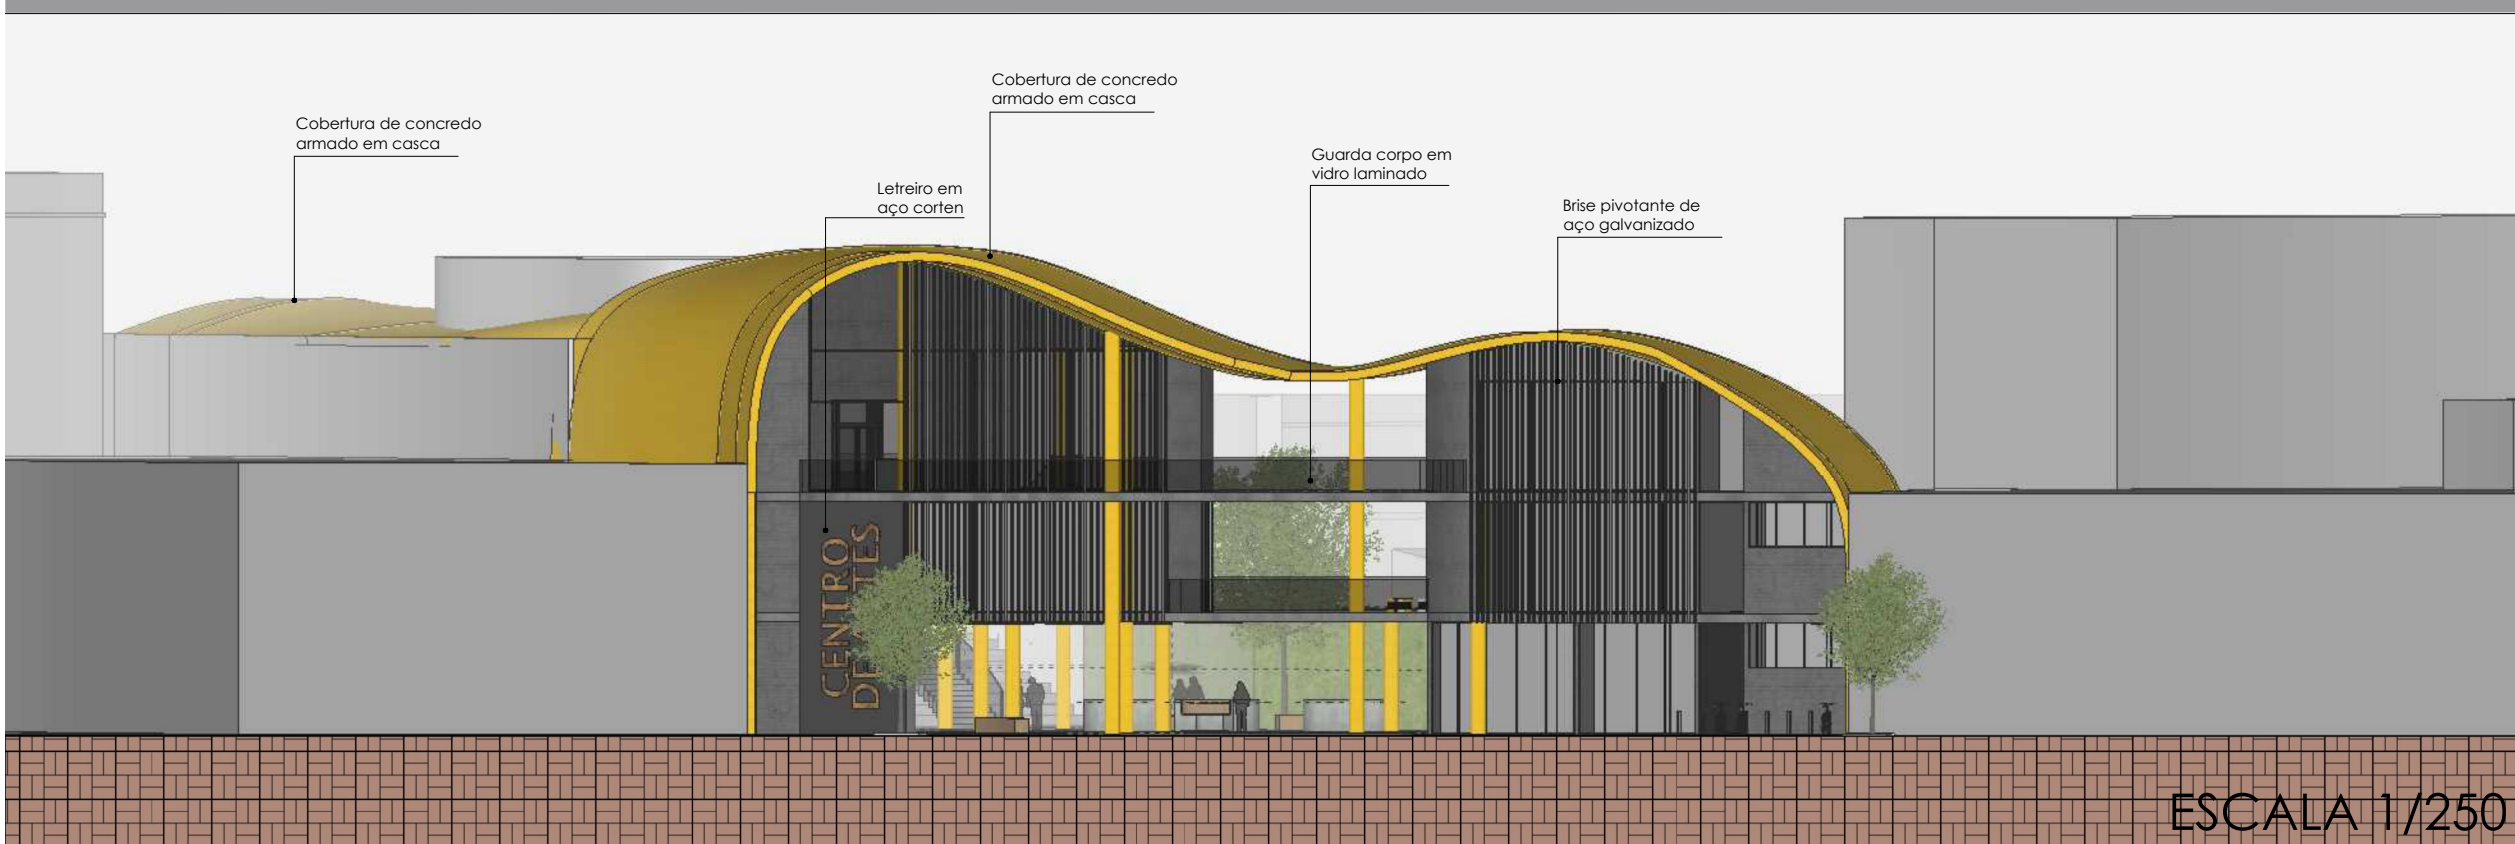 Cobertura de concredo
armado em casca
Cobertura de concredo
armado em casca
Letreiro em
aço corten
Guarda corpo em
vidro laminado
Brise pivotante de
aço galvanizado
CENTRO
DE
ESCALA 1/250